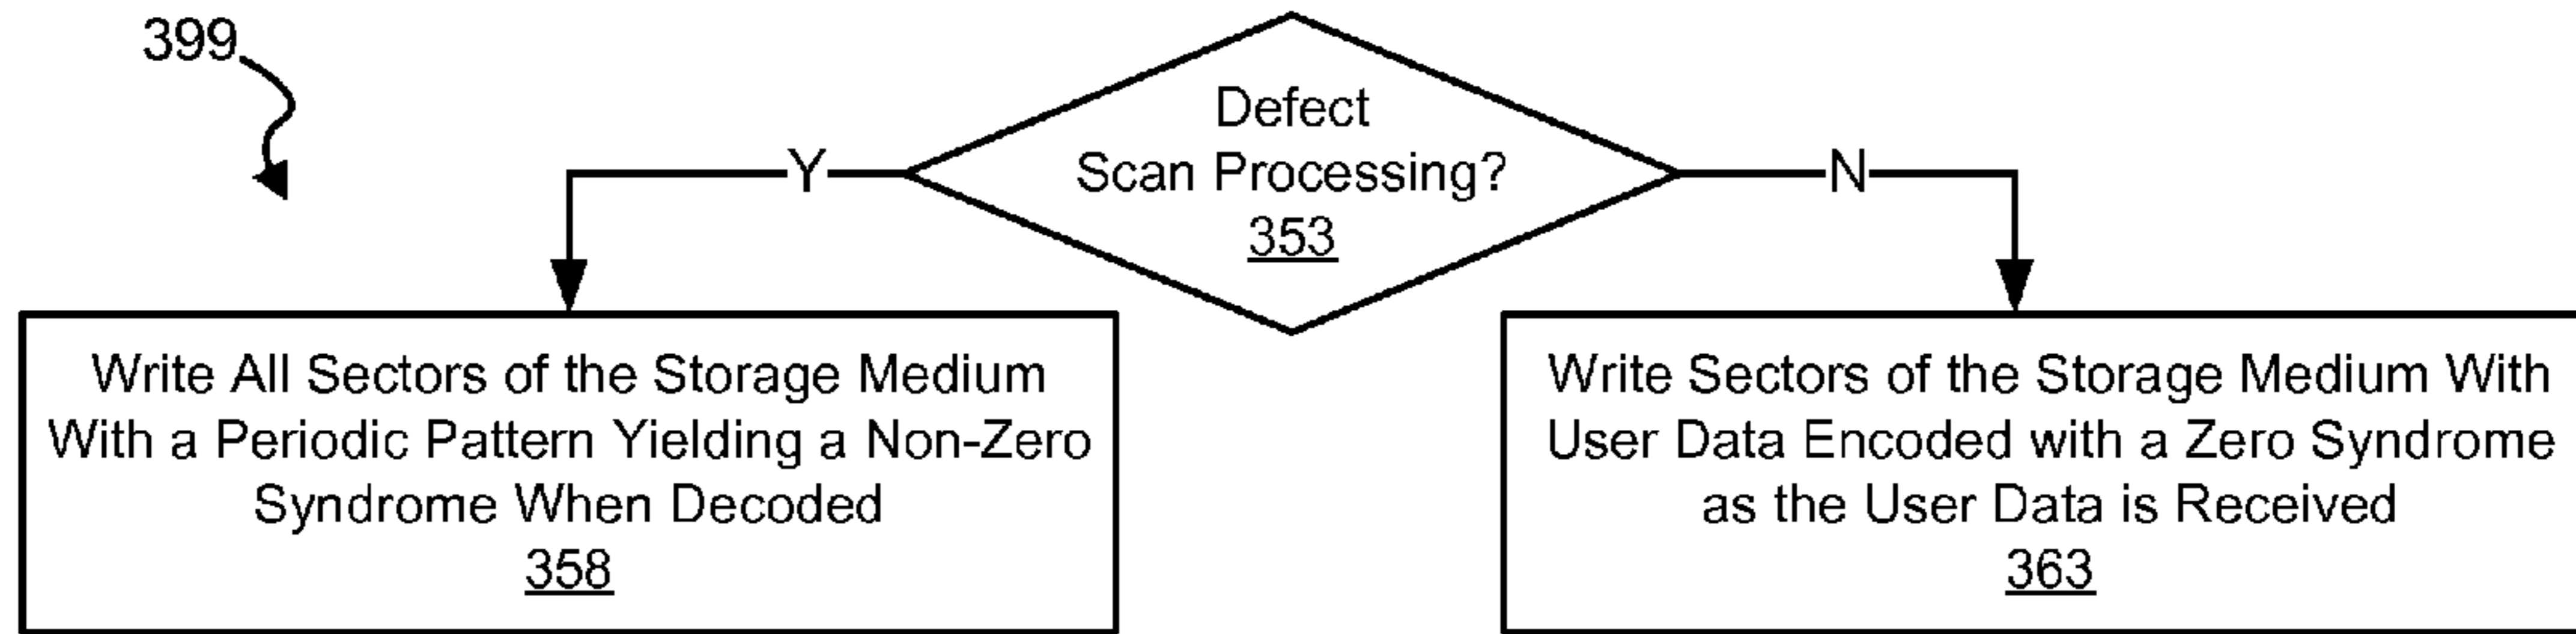 399
Defect
Scan Processing?
353
Y
N
Write All Sectors of the Storage Medium
With a Periodic Pattern Yielding a Non-Zero
Syndrome When Decoded
358
Write Sectors of the Storage Medium With
User Data Encoded with a Zero Syndrome
as the User Data is Received
363